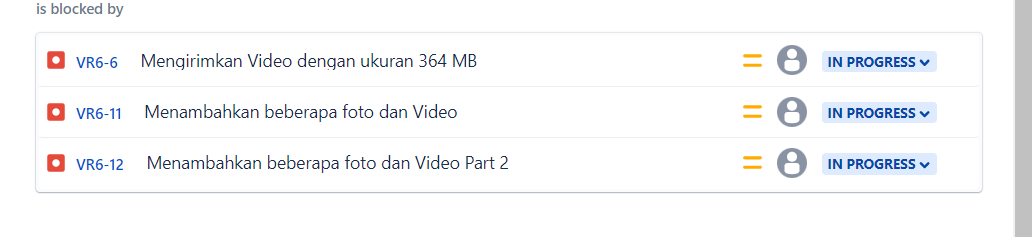 is blocked by
VR6-6 Mengirimkan Video dengan ukuran 364 MB IN PROGRESS
VR6-11 Menambahkan beberapa foto dan Video IN PROGRESS
VR6-12 Menambahkan beberapa foto dan Video Part 2 IN PROGRESS